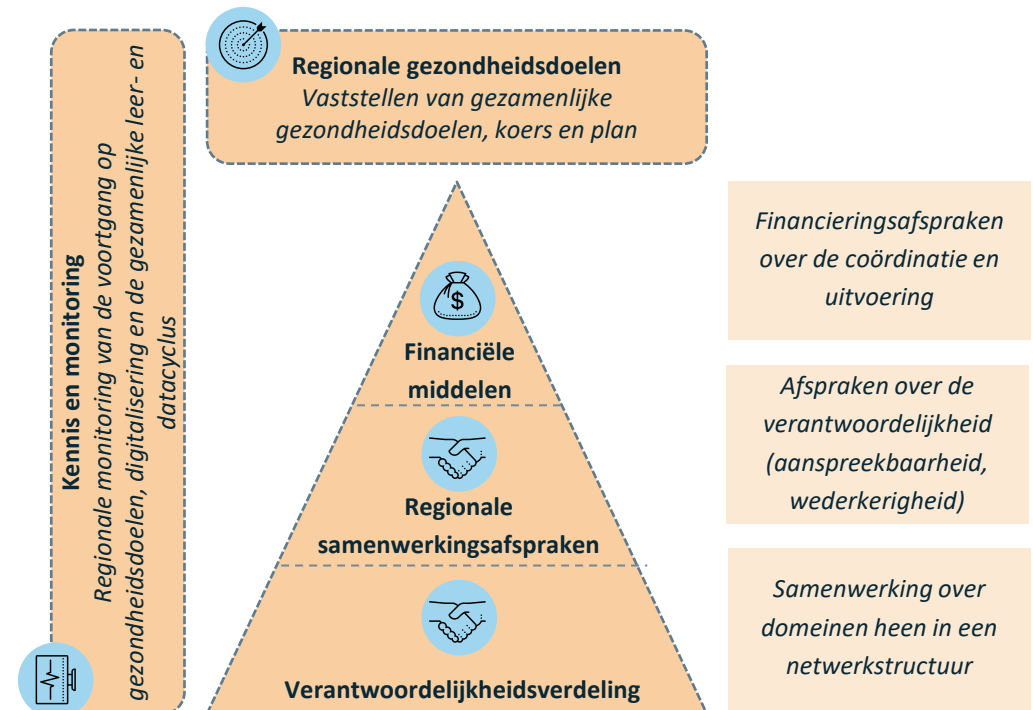 Kennis en monitoring
Regionale monitoring van de voortgang op
gezondheidsdoelen, digitalisering en de gezamenlijke leer- en
datacyclus
Regionale gezondheidsdoelen
Vaststellen van gezamenlijke
gezondheidsdoelen, koers en plan
$
Financiële
middelen
Financieringsafspraken
over de coördinatie en
uitvoering
Regionale
samenwerkingsafspraken
Afspraken over de
verantwoordelijkheid
(aanspreekbaarheid,
wederkerigheid)
Verantwoordelijkheidsverdeling
Samenwerking over
domeinen heen in een
netwerkstructuur